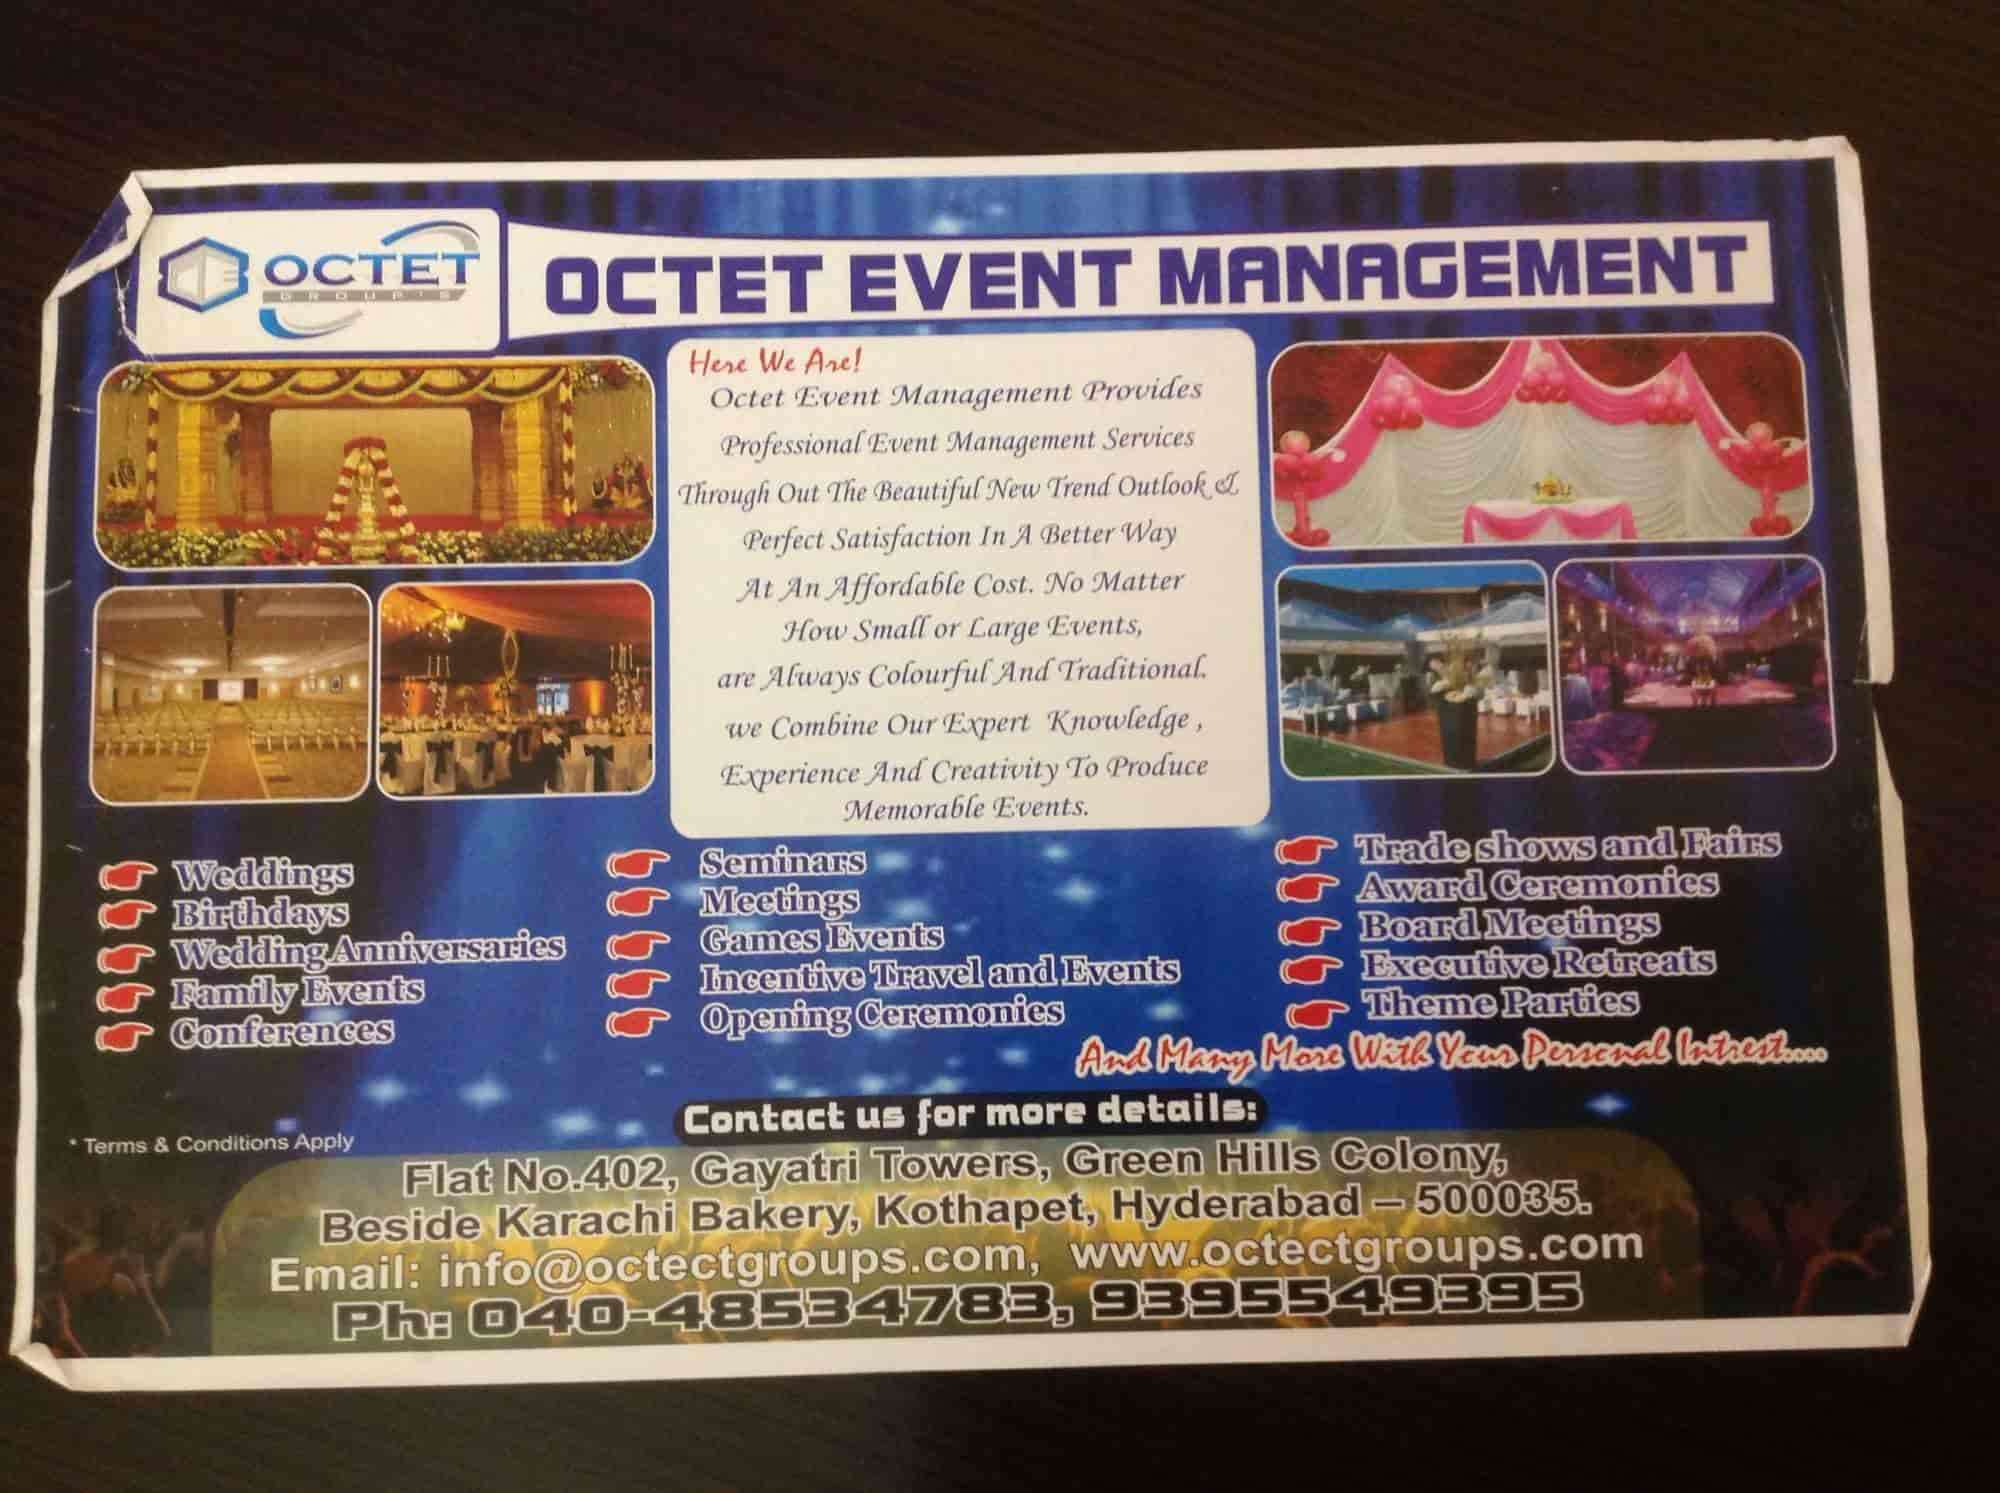 OCTET
GROUP'S
OCTET EVENT MANAGEMENT
Here We Are!
Octet Event Management Provides
Professional Event Management Services
Through Out The Beautiful New Trend Outlook &
Perfect Satisfaction In A Better Way
At An Affordable Cost. No Matter
How Small or Large Events,
are Always Colourful And Traditional.
we Combine Our Expert Knowledge ,
Experience And Creativity To Produce
Memorable Events.
Weddings
Birthdays
Wedding Anniversaries
Family Events
Conferences
Seminars
Meetings
Games Events
Incentive Travel and Events
Opening Ceremonies
Trade shows and Fairs
Award Ceremonies
Board Meetings
Executive Retreats
Theme Parties
And Many More With Your Personal Intrest....
Contact us for more details:
* Terms & Conditions Apply
Flat No.402, Gayatri Towers, Green Hills Colony,
Beside Karachi Bakery, Kothapet, Hyderabad – 500035.
Email: info@octectgroups.com, www.octectgroups.com
Ph: 040-48534783, 9395549395